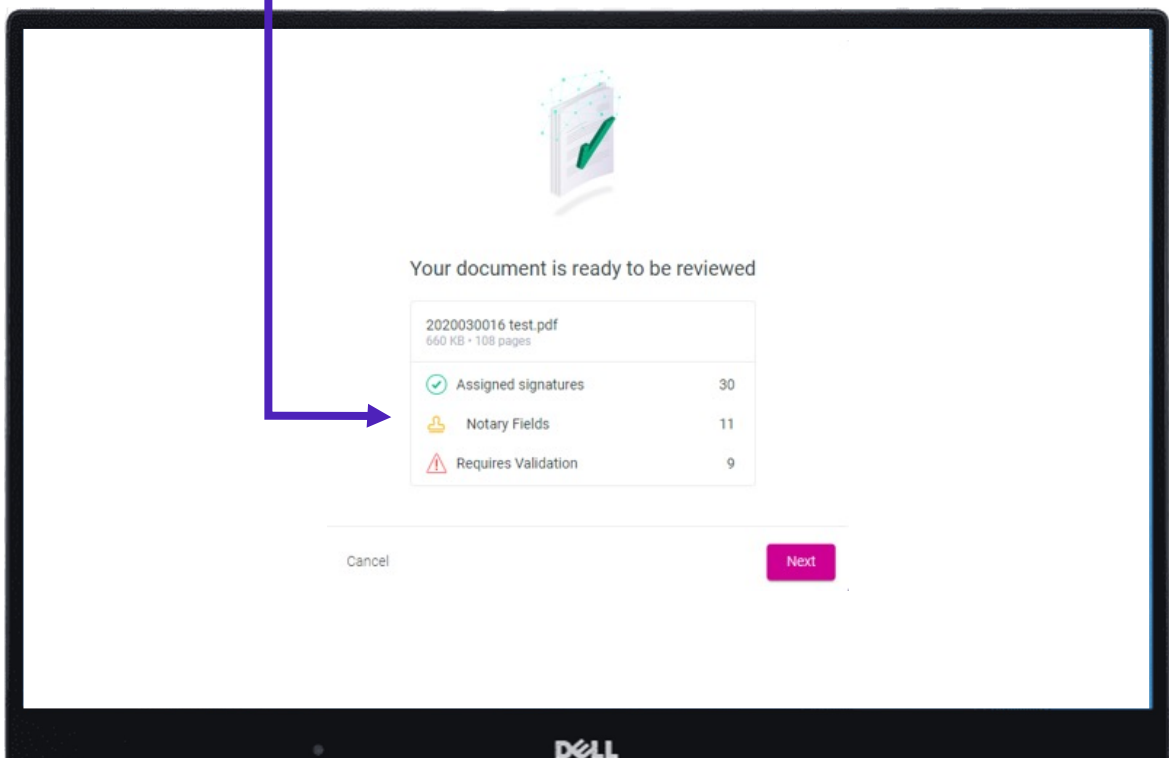 Your document is ready to be reviewed
2020030016 test.pdf
660 KB • 108 pages
Assigned signatures 30
Notary Fields 11
Requires Validation 9
Cancel Next
DELL